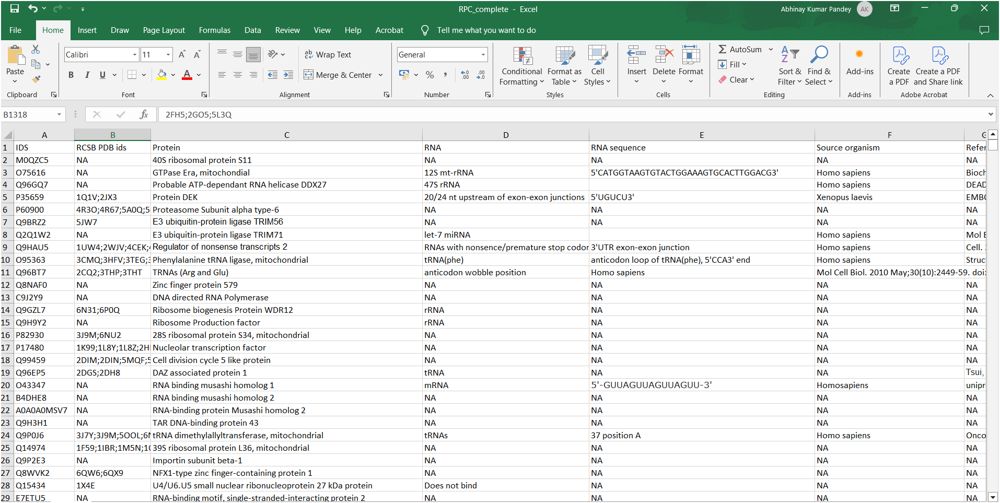 RPC_complete - Excel
Abhinay Kumar Pandey AK
File Home Insert Draw Page Layout Formulas Data Review View Help Acrobat Tell me what you want to do
Paste
Clipboard
Calibri 11
B I U A
Font
Wrap Text
Merge & Center
Alignment
General
Number
Conditional Formatting Format as Table Cell Styles
Styles
Insert Delete Format
Cells
AutoSum
Fill
Clear
Sort & Filter Find & Select
Editing
Add-ins
Add-ins
Create a PDF Create a PDF and Share link
Adobe Acrobat
B1318 fx 2FH5;2GO5;5L3Q
A B C D E F G
1 IDS RCSB PDB ids Protein RNA RNA sequence Source organism Refer
2 M0QZC5 NA 40S ribosomal protein S11 NA NA NA NA
3 O75616 NA GTPase Era, mitochondial 12S mt-rRNA 5'CATGGTAAGTGTACTGGAAAGTGCACTTGGACG3' Homo sapiens Bioch
4 Q96GQ7 NA Probable ATP-dependant RNA helicase DDX27 47S rRNA Homo sapiens DEAD
5 P35659 1Q1V;2JX3 Protein DEK 20/24 nt upstream of exon-exon junctions 5'UGUCU3' Xenopus laevis EMBO
6 P60900 4R3O;4R67;5A0Q;5 Proteasome Subunit alpha type-6 NA NA NA NA
7 Q9BRZ2 5JW7 E3 ubiquitin-protein ligase TRIM56 NA NA NA NA
8 Q2Q1W2 NA E3 ubiquitin-protein ligase TRIM71 let-7 miRNA Homo sapiens Mol B
9 Q9HAU5 1UW4;2WJV;4CEK;4 Regulator of nonsense transcripts 2 RNAs with nonsence/premature stop codon 3'UTR exon-exon junction Homo sapiens Cell.
10 O95363 3CMQ;3HFV;3TEG;3 Phenylalanine tRNA ligase, mitochondrial tRNA(phe) anticodon loop of tRNA(phe), 5'CCA3' end Homo sapiens Struc
11 Q96BT7 2CQ2;3THP;3THT TRNAs (Arg and Glu) anticodon wobble position Homo sapiens Mol Cell Biol. 2010 May;30(10):2449-59. doi:
12 Q8NAF0 NA Zinc finger protein 579 NA NA NA NA
13 C9J2Y9 NA DNA directed RNA Polymerase NA NA NA NA
14 Q9GZL7 6N31;6P0Q Ribosome biogenesis Protein WDR12 rRNA NA NA NA
15 Q9H9Y2 NA Ribosome Production factor rRNA NA NA NA
16 P82930 3J9M;6NU2 28S ribosomal protein S34, mitochondrial NA NA NA NA
17 P17480 1K99;1L8Y;1L8Z;2H Nucleolar transcription factor NA NA NA NA
18 Q99459 2DIM;2DIN;5MQF;5 Cell division cycle 5 like protein NA NA NA NA
19 Q96EP5 2DGS;2DH8 DAZ associated protein 1 tRNA NA NA Tsui,
20 O43347 NA RNA binding musashi homolog 1 mRNA 5'-GUUAGUUAGUUAGUU-3' Homosapiens unipr
21 B4DHE8 NA RNA binding musashi homolog 2 NA NA NA NA
22 A0A0A0MSV7 NA RNA-binding protein Musashi homolog 2 NA NA NA NA
23 Q9H3H1 NA TAR DNA-binding protein 43 NA NA NA NA
24 Q9P0J6 3J7Y;3J9M;5OOL;6N tRNA dimethylallyltransferase, mitochondrial tRNAs 37 position A Homo sapiens Onco
25 Q14974 1F59;1IBR;1M5N;1 39S ribosomal protein L36, mitochondrial NA NA NA NA
26 Q9P2E3 NA Importin subunit beta-1 NA NA NA NA
27 Q8WVK2 6QW6;6QX9 NFX1-type zinc finger-containing protein 1 NA NA NA NA
28 Q15434 1X4E U4/U6.U5 small nuclear ribonucleoprotein 27 kDa protein Does not bind NA NA NA
29 E7ETU5 NA RNA-binding motif, single-stranded-interacting protein 2 NA NA NA NA